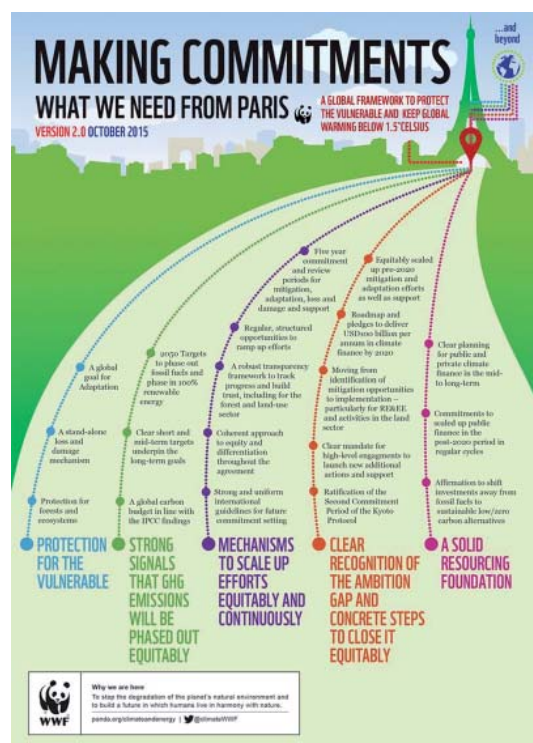 ...and
beyond
MAKING COMMITMENTS
WHAT WE NEED FROM PARIS
VERSION 2.0 OCTOBER 2015
A GLOBAL FRAMEWORK TO PROTECT
THE VULNERABLE AND KEEP GLOBAL
WARMING BELOW 1.5°CELSIUS
A global
goal for
Adaptation
A stand-alone
loss and
damage
mechanism
Protection for
forests and
ecosystems
PROTECTION
FOR THE
VULNERABLE
2050 Targets
to phase out
fossil fuels and
phase in 100%
renewable
energy
Clear short and
mid-term targets
underpin the
long-term goals
A global carbon
budget in line with
the IPCC findings
STRONG
SIGNALS
THAT GHG
EMISSIONS
WILL BE
PHASED OUT
EQUITABLY
Five year
commitment
and review
periods for
mitigation,
adaptation, loss and
damage and support
Regular, structured
opportunities to
ramp up efforts
A robust transparency
framework to track
progress and build
trust, including for the
forest and land-use
sector
Coherent approach
to equity and
differentiation
throughout the
agreement
Strong and uniform
international
guidelines for future
commitment setting
MECHANISMS
TO SCALE UP
EFFORTS
EQUITABLY AND
CONTINUOUSLY
Equitably scaled
up pre-2020
mitigation and
adaptation efforts
as well as support
Roadmap and
pledges to deliver
USD100 billion per
annum in climate
finance by 2020
Moving from
identification of
mitigation opportunities
to implementation –
particularly for RE&EE
and activities in the land
sector
Clear mandate for
high-level engagments to
launch new additional
actions and support
Ratification of the
Second Commitment
Period of the Kyoto
Protocol
CLEAR
RECOGNITION OF
THE AMBITION
GAP AND
CONCRETE STEPS
TO CLOSE IT
EQUITABLY
Clear planning
for public and
private climate
finance in the mid-
to long-term
Commitments to
scaled up public
finance in the
post-2020 period in
regular cycles
Affirmation to shift
investments away from
fossil fuels to
sustainable low/zero
carbon alternatives
A SOLID
RESOURCING
FOUNDATION
WWF
Why we are here
To stop the degradation of the planet's natural environment and
to build a future in which humans live in harmony with nature.
panda.org/climateandenergy | @climateWWF